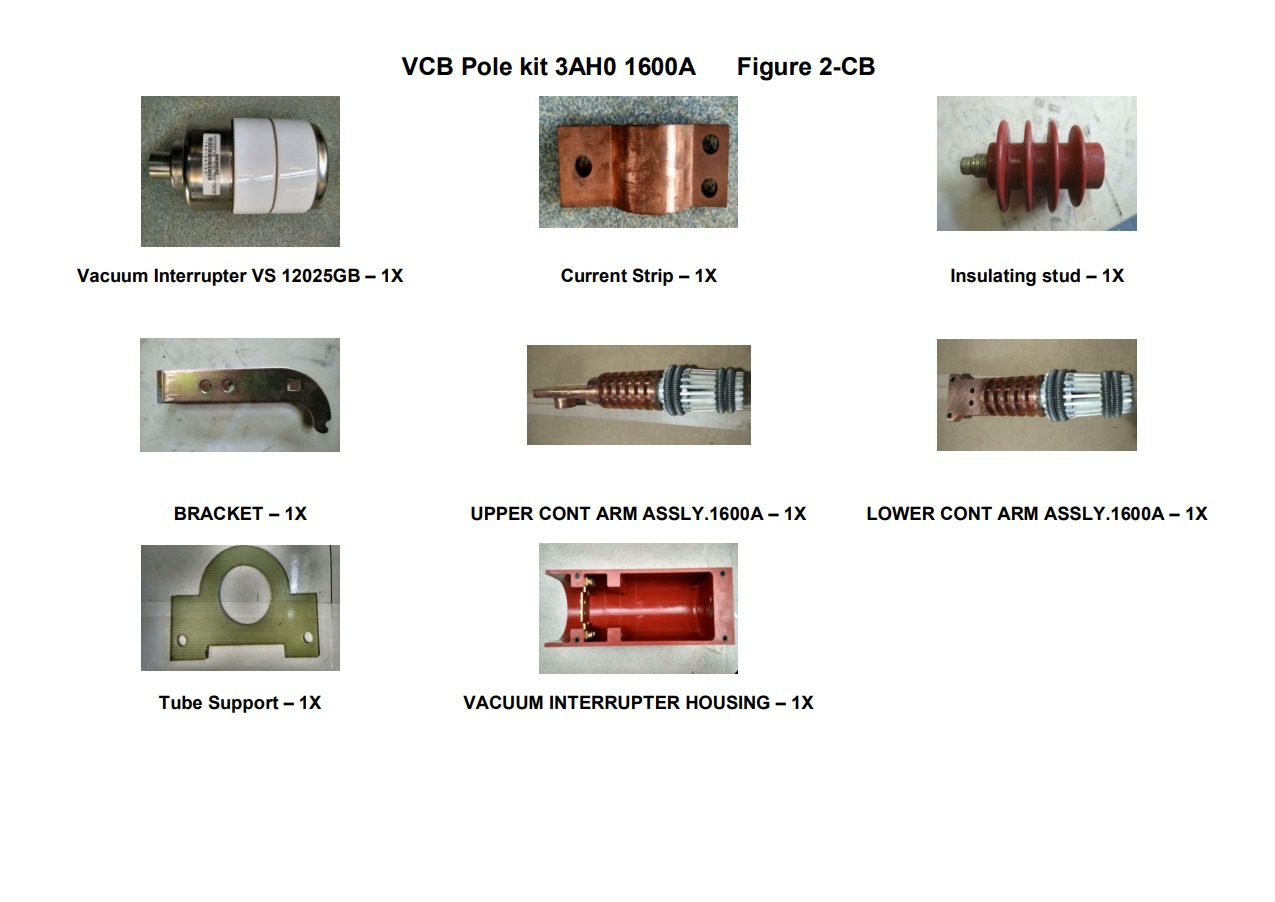 VCB Pole kit 3AH0 1600A Figure 2-CB
Vacuum Interrupter VS 12025GB – 1X
Current Strip – 1X
Insulating stud – 1X
BRACKET – 1X
UPPER CONT ARM ASSLY.1600A – 1X
LOWER CONT ARM ASSLY.1600A – 1X
Tube Support – 1X
VACUUM INTERRUPTER HOUSING – 1X